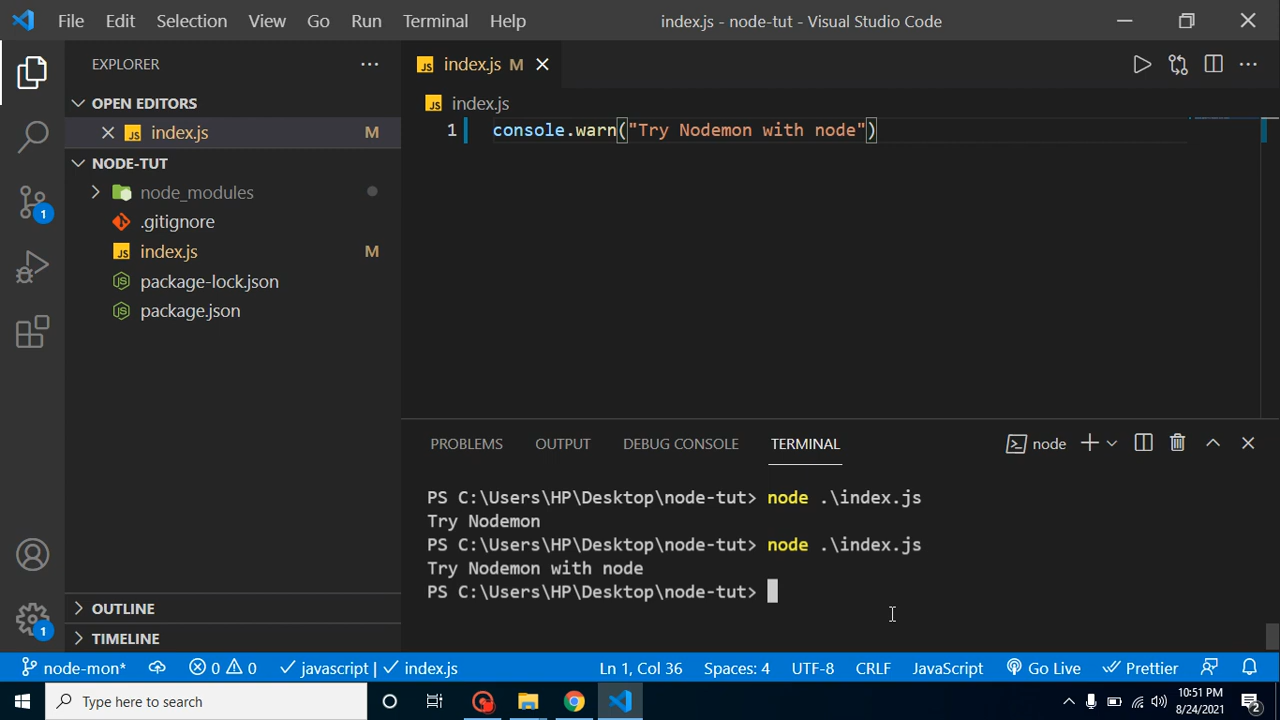 File Edit Selection View Go Run Terminal Help index.js - node-tut - Visual Studio Code
EXPLORER
OPEN EDITORS
index.js M
NODE-TUT
node_modules
.gitignore
index.js M
package-lock.json
package.json
OUTLINE
TIMELINE
1
1
JS index.js M
JS index.js
1 console.warn("Try Nodemon with node")
PROBLEMS OUTPUT DEBUG CONSOLE TERMINAL node
PS C:\Users\HP\Desktop\node-tut> node .\index.js
Try Nodemon
PS C:\Users\HP\Desktop\node-tut> node .\index.js
Try Nodemon with node
PS C:\Users\HP\Desktop\node-tut>
node-mon* 0 0 javascript | index.js Ln 1, Col 36 Spaces: 4 UTF-8 CRLF JavaScript Go Live Prettier
Type here to search
10:51 PM
8/24/2021
2